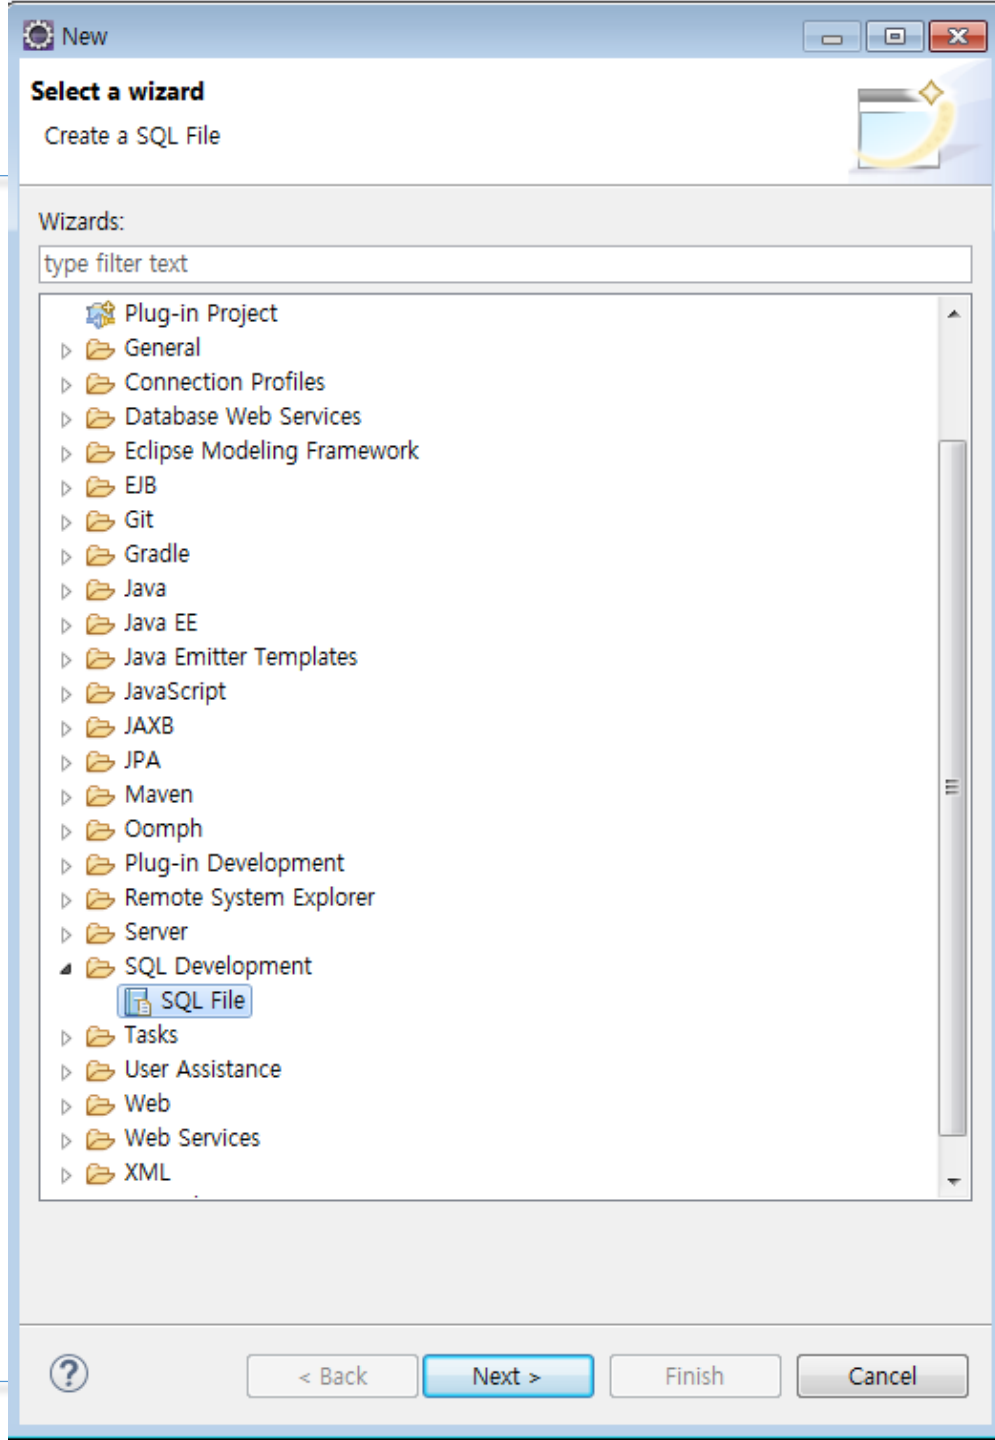 New
Select a wizard
Create a SQL File
Wizards:
type filter text
Plug-in Project
General
Connection Profiles
Database Web Services
Eclipse Modeling Framework
EJB
Git
Gradle
Java
Java EE
Java Emitter Templates
JavaScript
JAXB
JPA
Maven
Oomph
Plug-in Development
Remote System Explorer
Server
SQL Development
SQL File
Tasks
User Assistance
Web
Web Services
XML
? < Back Next > Finish Cancel